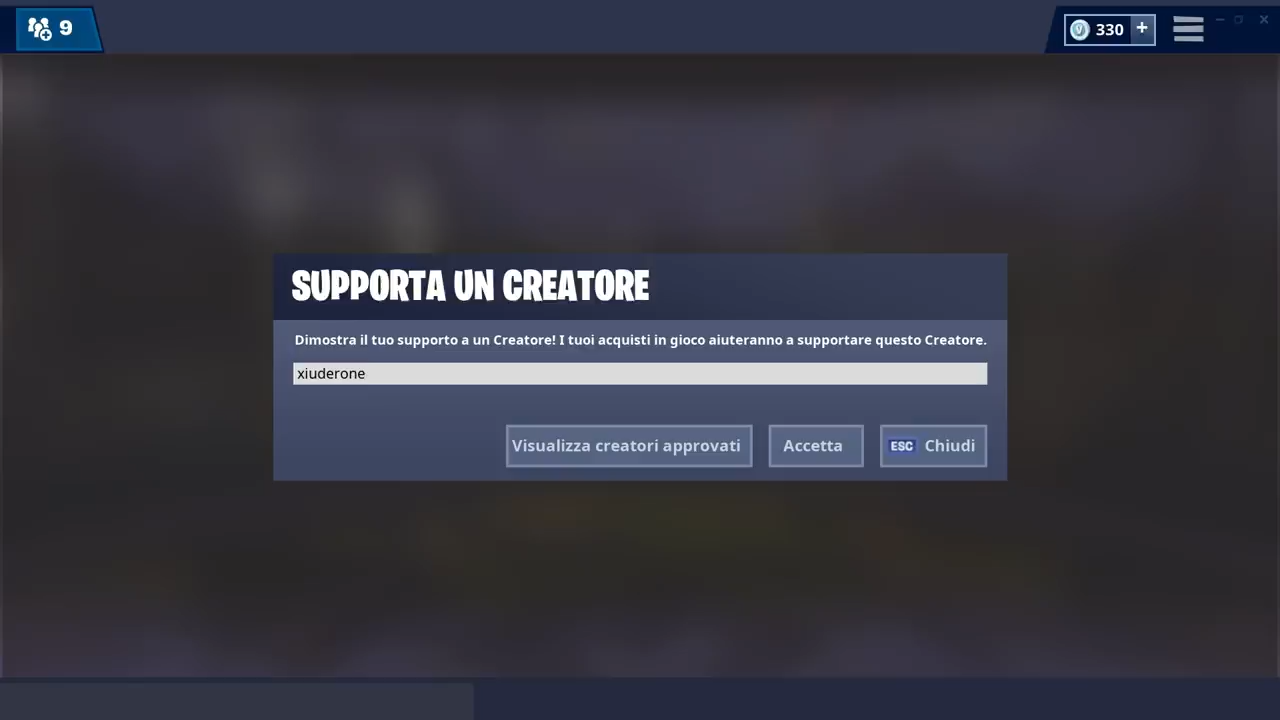 9
330 +
SUPPORTA UN CREATORE
Dimostra il tuo supporto a un Creatore! I tuoi acquisti in gioco aiuteranno a supportare questo Creatore.
xiuderone
Visualizza creatori approvati
Accetta
ESC Chiudi